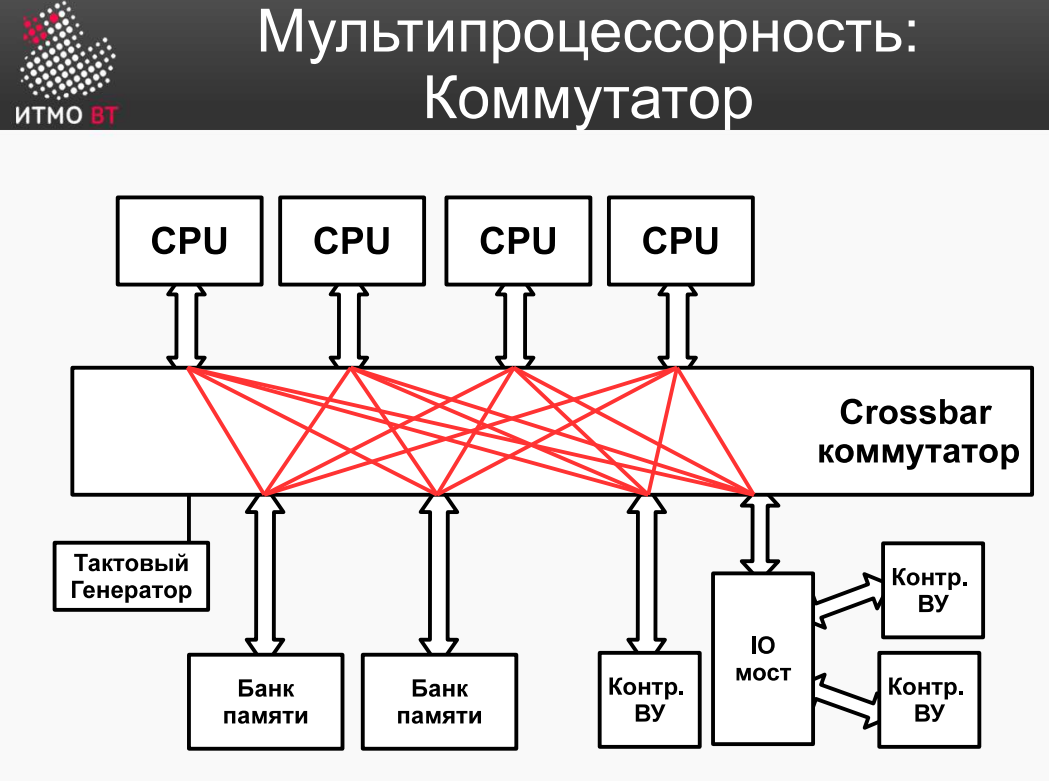 Мультипроцессорность:
Коммутатор
ИТМО ВТ
CPU
CPU
CPU
CPU
Crossbar
коммутатор
Тактовый
Генератор
Банк
памяти
Банк
памяти
Контр.
ВУ
IO
мост
Контр.
ВУ
Контр.
ВУ